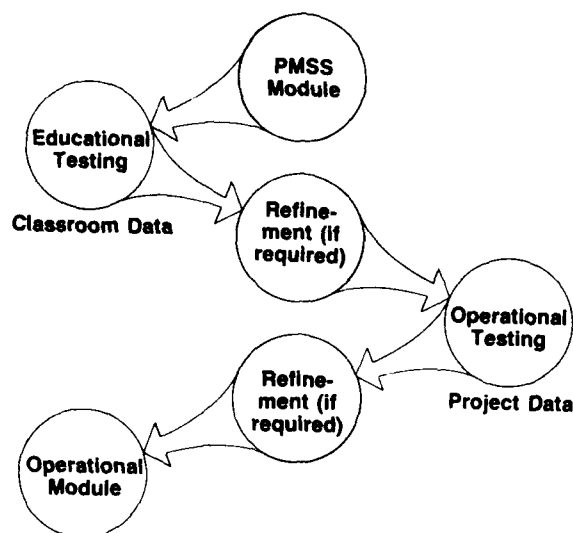 PMSS
Module
Educational
Testing
Classroom Data
Refine-
ment (if
required)
Operational
Testing
Project Data
Refine-
ment (if
required)
Operational
Module